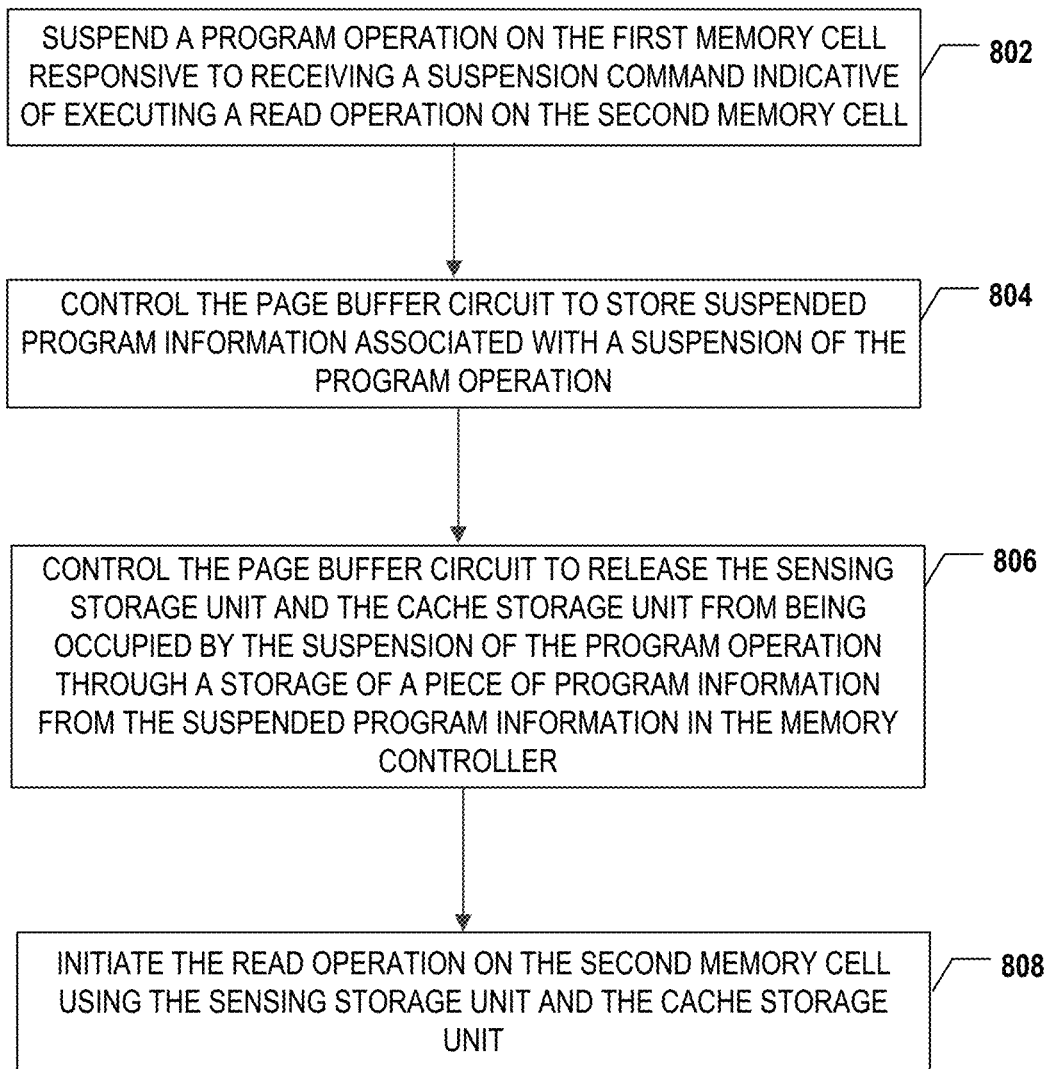 SUSPEND A PROGRAM OPERATION ON THE FIRST MEMORY CELL
RESPONSIVE TO RECEIVING A SUSPENSION COMMAND INDICATIVE
OF EXECUTING A READ OPERATION ON THE SECOND MEMORY CELL
802
CONTROL THE PAGE BUFFER CIRCUIT TO STORE SUSPENDED
PROGRAM INFORMATION ASSOCIATED WITH A SUSPENSION OF THE
PROGRAM OPERATION
804
CONTROL THE PAGE BUFFER CIRCUIT TO RELEASE THE SENSING
STORAGE UNIT AND THE CACHE STORAGE UNIT FROM BEING
OCCUPIED BY THE SUSPENSION OF THE PROGRAM OPERATION
THROUGH A STORAGE OF A PIECE OF PROGRAM INFORMATION
FROM THE SUSPENDED PROGRAM INFORMATION IN THE MEMORY
CONTROLLER
806
INITIATE THE READ OPERATION ON THE SECOND MEMORY CELL
USING THE SENSING STORAGE UNIT AND THE CACHE STORAGE
UNIT
808